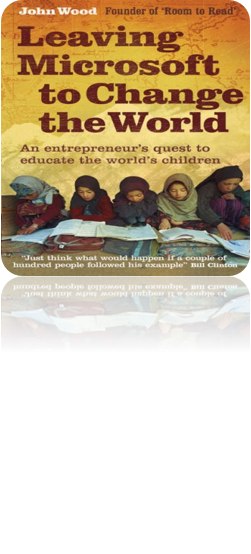 John Wood Founder of "Room to Read"
Leaving
Microsoft
to Change
the World
An entrepreneur's quest to
educate the world's children
"Just think what would happen if a couple of
hundred people followed his example" Bill Clinton